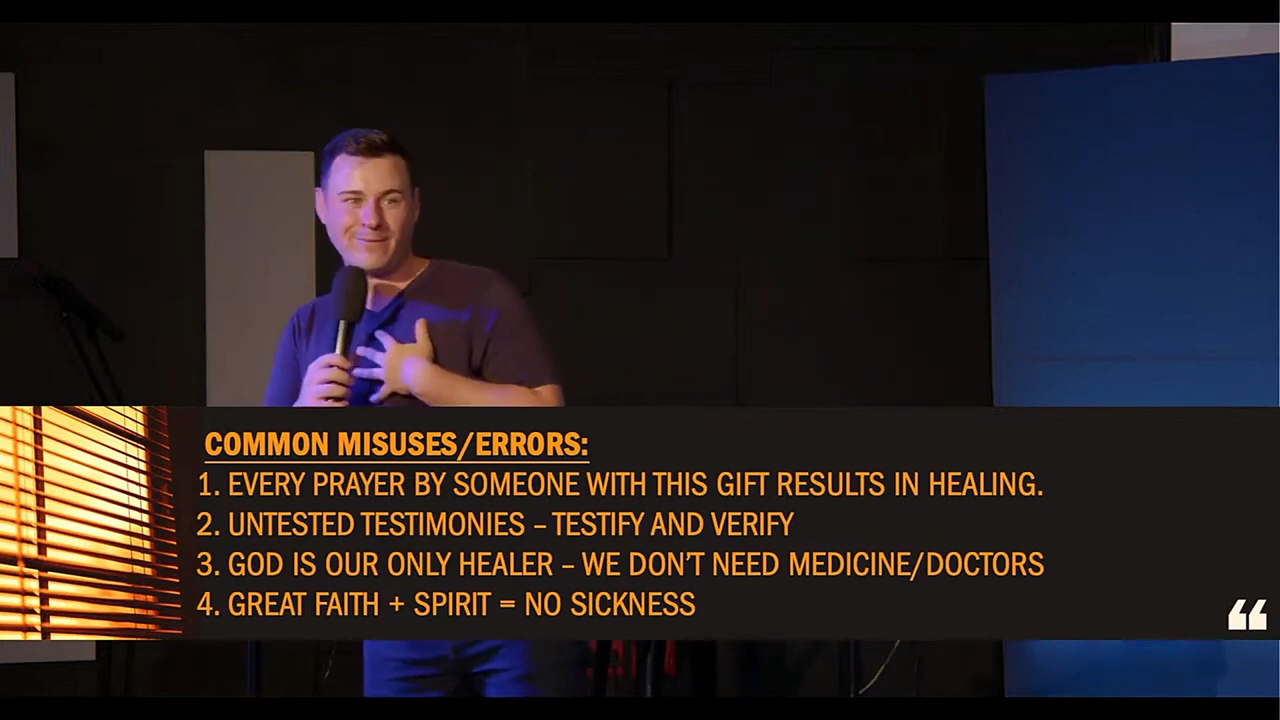 COMMON MISUSES/ERRORS:
1. EVERY PRAYER BY SOMEONE WITH THIS GIFT RESULTS IN HEALING.
2. UNTESTED TESTIMONIES – TESTIFY AND VERIFY
3. GOD IS OUR ONLY HEALER – WE DON'T NEED MEDICINE/DOCTORS
4. GREAT FAITH + SPIRIT = NO SICKNESS
“